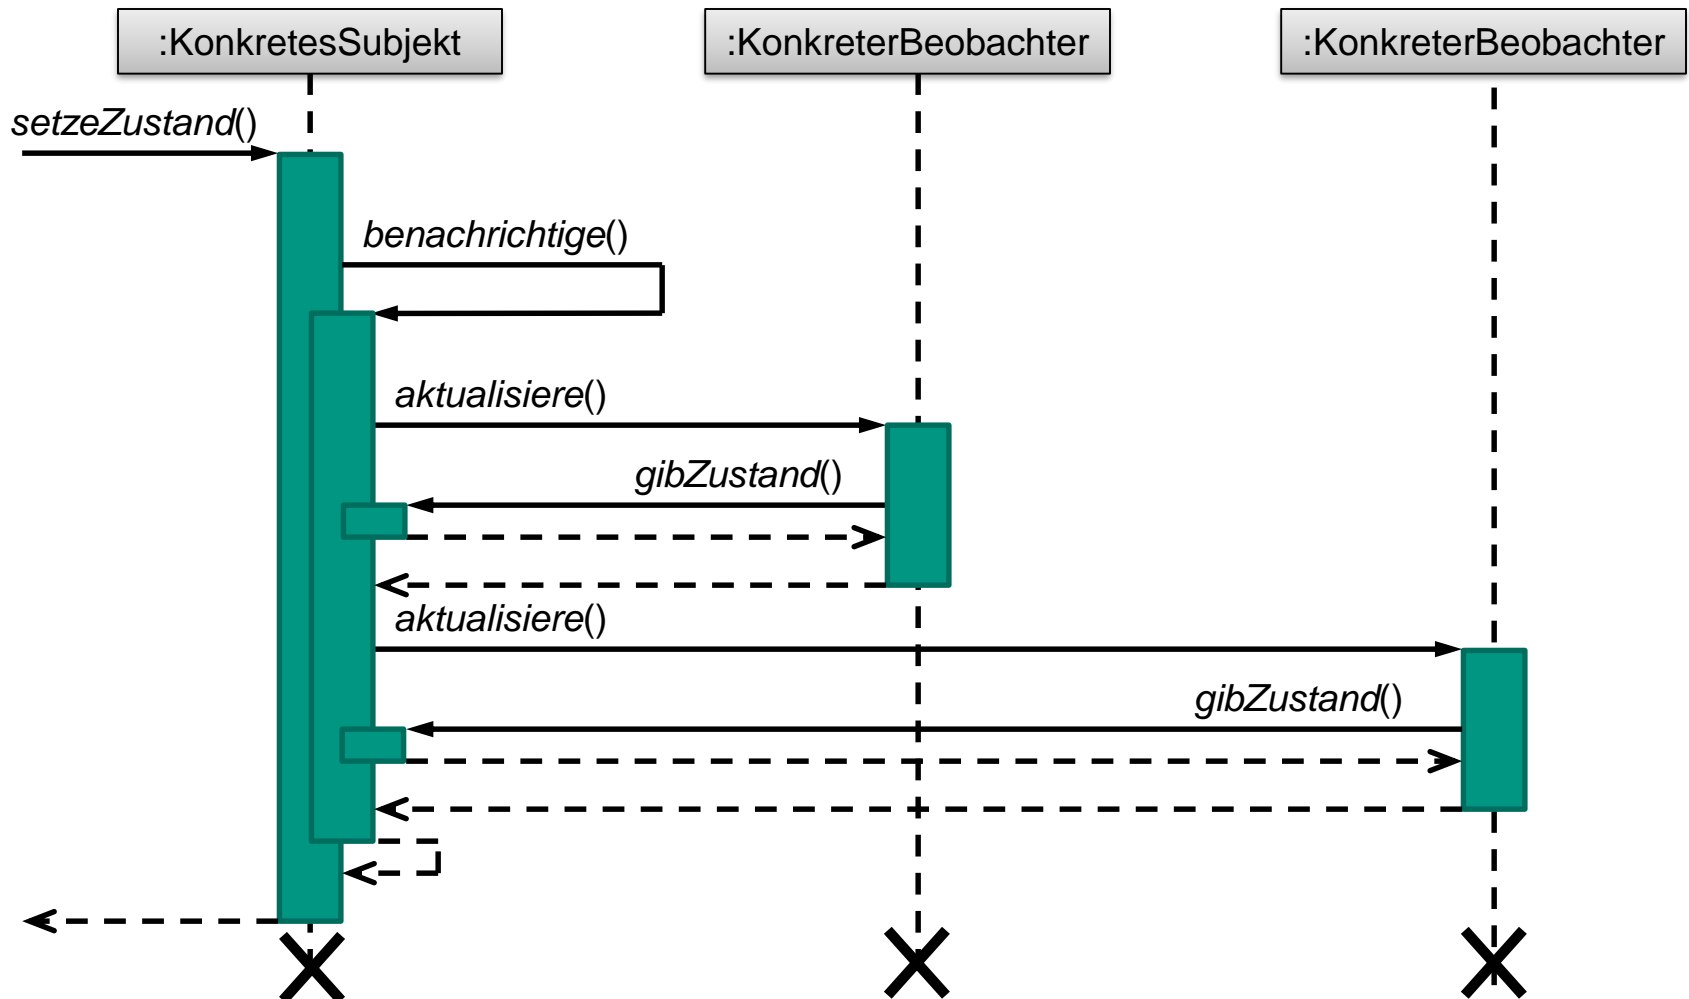 :KonkretesSubjekt
:KonkreterBeobachter
:KonkreterBeobachter
setzeZustand()
benachrichtige()
aktualisiere()
gibZustand()
aktualisiere()
gibZustand()